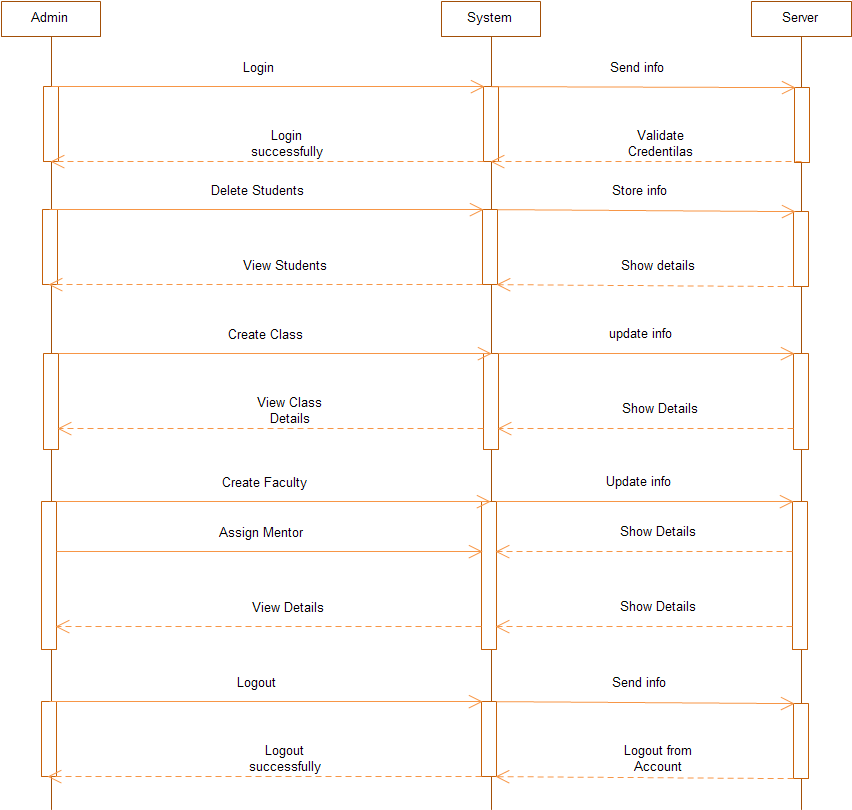 Admin
System
Server
Login
Send info
Login
successfully
Validate
Credentilas
Delete Students
Store info
View Students
Show details
Create Class
update info
View Class
Details
Show Details
Create Faculty
Update info
Assign Mentor
Show Details
View Details
Show Details
Logout
Send info
Logout
successfully
Logout from
Account